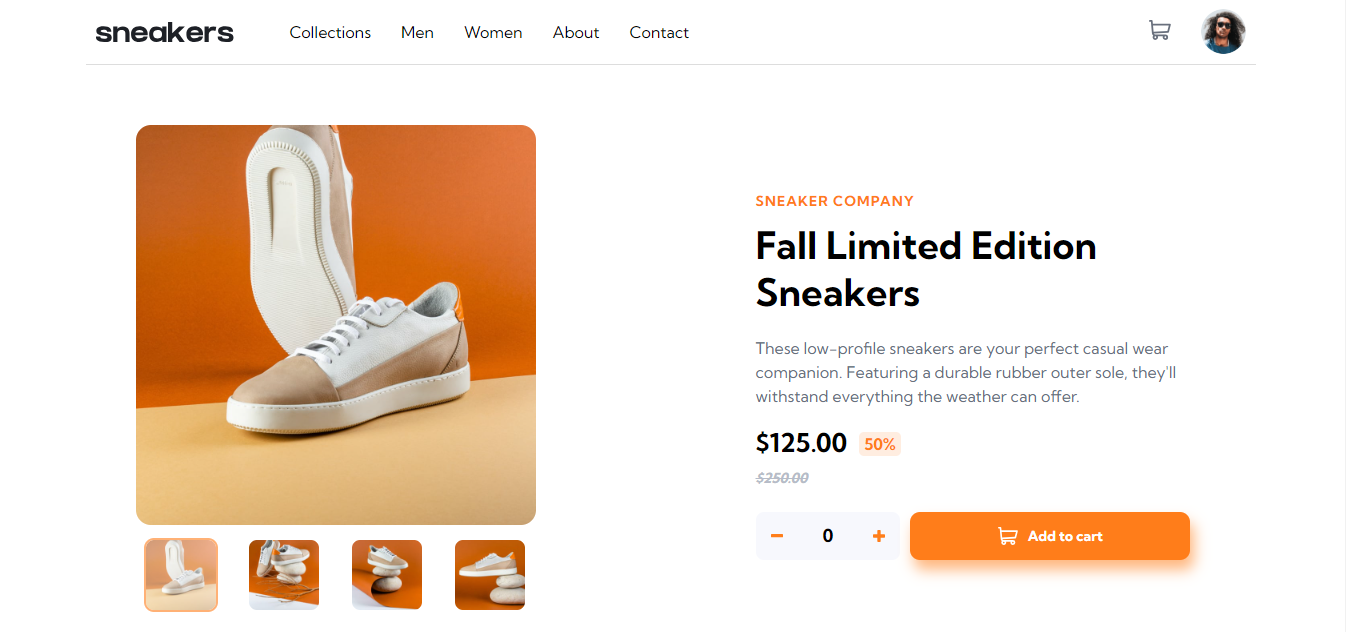 sneakers Collections Men Women About Contact
SNEAKER COMPANY
Fall Limited Edition
Sneakers
These low-profile sneakers are your perfect casual wear
companion. Featuring a durable rubber outer sole, they'll
withstand everything the weather can offer.
$125.00 50%
$250.00
0 Add to cart